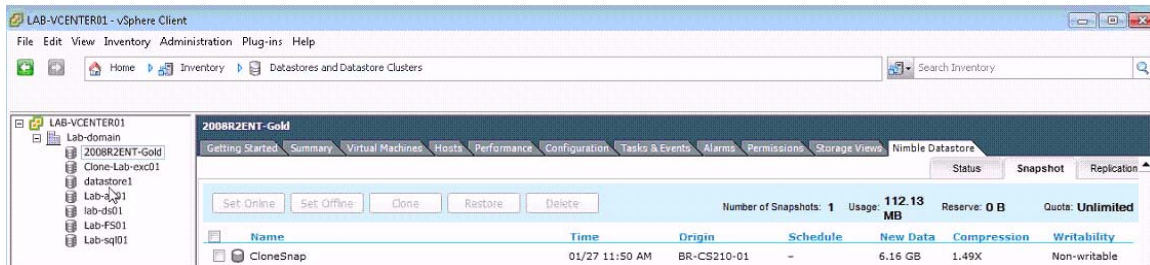 LAB-VCENTER01 - vSphere Client
File Edit View Inventory Administration Plug-ins Help
Home Inventory Datastores and Datastore Clusters Search Inventory
LAB-VCENTER01
Lab-domain
2008R2ENT-Gold
Clone-Lab-exc01
datastore1
lab-ds01
Lab-FS01
Lab-sql01
2008R2ENT-Gold
Getting Started Summary Virtual Machines Hosts Performance Configuration Tasks & Events Alarms Permissions Storage Views Nimble Datastore
Status Snapshot Replication
Set Online Set Offline Clone Restore Delete Number of Snapshots: 1 Usage: 112.13 MB Reserve: 0 B Quota: Unlimited
Name Time Origin Schedule New Data Compression Writability
CloneSnap 01/27 11:50 AM BR-CS210-01 - 6.16 GB 1.49X Non-writable